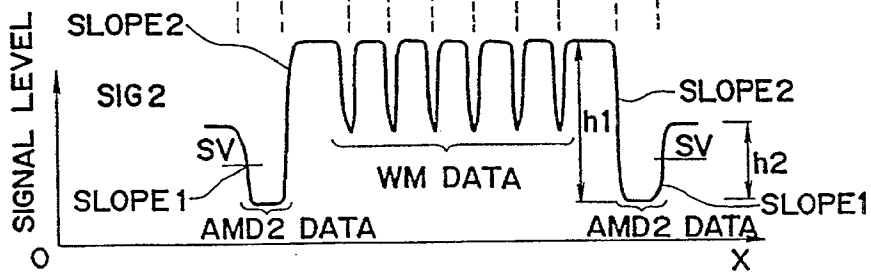 SLOPE2
SIGNAL LEVEL
SIG2
SLOPE2
h1
SV
SV
h2
WM DATA
SLOPE1
SLOPE1
AMD2 DATA
AMD2 DATA
O
X